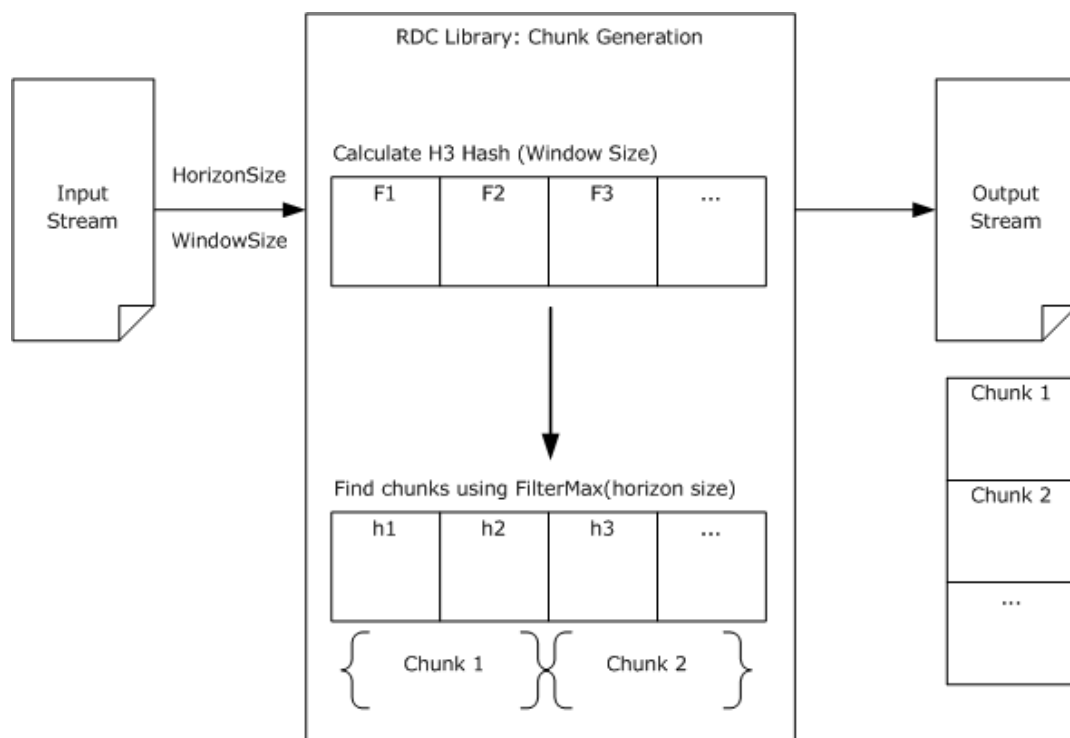 RDC Library: Chunk Generation
Input
Stream
HorizonSize
WindowSize
Calculate H3 Hash (Window Size)
F1 F2 F3 ...
Find chunks using FilterMax(horizon size)
h1 h2 h3 ...
Chunk 1 Chunk 2
Output
Stream
Chunk 1
Chunk 2
...